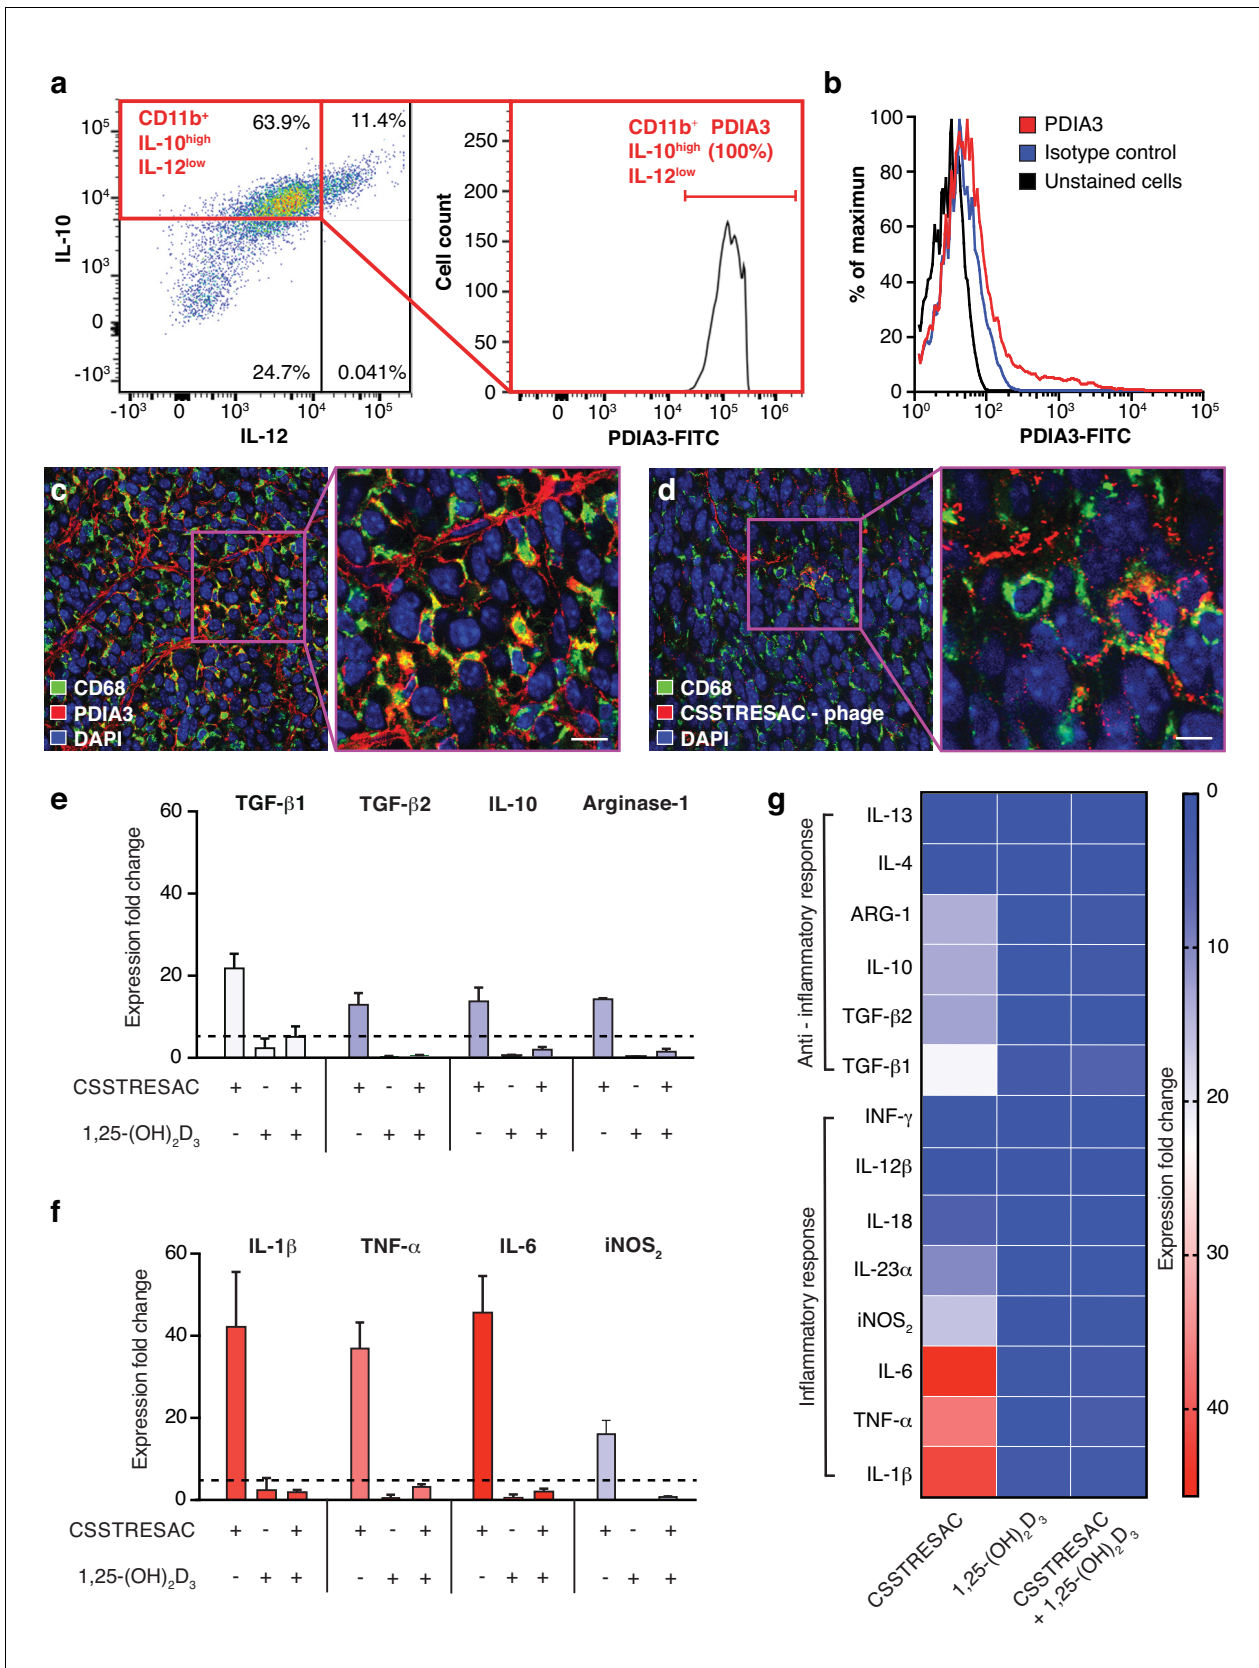 a
CD11b+
IL-10high
IL-12low
63.9%
11.4%
24.7%
0.041%
IL-10
10⁵
10⁴
10³
0
-10³
-10³ 0 10³ 10⁴ 10⁵
IL-12
CD11b+ PDIA3
IL-10high (100%)
IL-12low
Cell count
250
200
150
100
50
0
0 10³ 10⁴ 10⁵ 10⁶
PDIA3-FITC
b
PDIA3
Isotype control
Unstained cells
% of maximun
100
80
60
40
20
0
10⁰ 10² 10³ 10⁴ 10⁵
PDIA3-FITC
c
CD68
PDIA3
DAPI
d
CD68
CSSTRESAC - phage
DAPI
e
TGF-β1 TGF-β2 IL-10 Arginase-1
Expression fold change
60
40
20
0
CSSTRESAC + - + + - + + - + + - +
1,25-(OH)₂D₃ - + + - + + - + + - + +
f
IL-1β TNF-α IL-6 iNOS₂
Expression fold change
60
40
20
0
CSSTRESAC + - + + - + + - + + - +
1,25-(OH)₂D₃ - + + - + + - + + - + +
g
Anti - inflammatory response
IL-13
IL-4
ARG-1
IL-10
TGF-β2
TGF-β1
Inflammatory response
INF-γ
IL-12β
IL-18
IL-23α
iNOS₂
IL-6
TNF-α
IL-1β
CSSTRESAC
1,25-(OH)₂D₃
CSSTRESAC
+ 1,25-(OH)₂D₃
Expression fold change
0
10
20
30
40